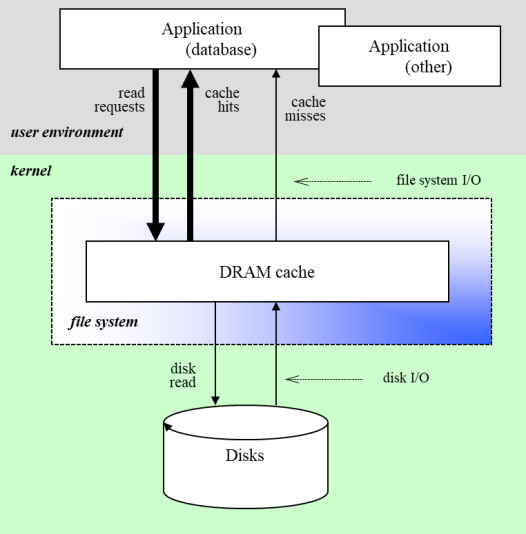 Application
(database)
Application
(other)
read
requests
cache
hits
cache
misses
user environment
kernel
file system I/O
DRAM cache
file system
disk
read
disk I/O
Disks